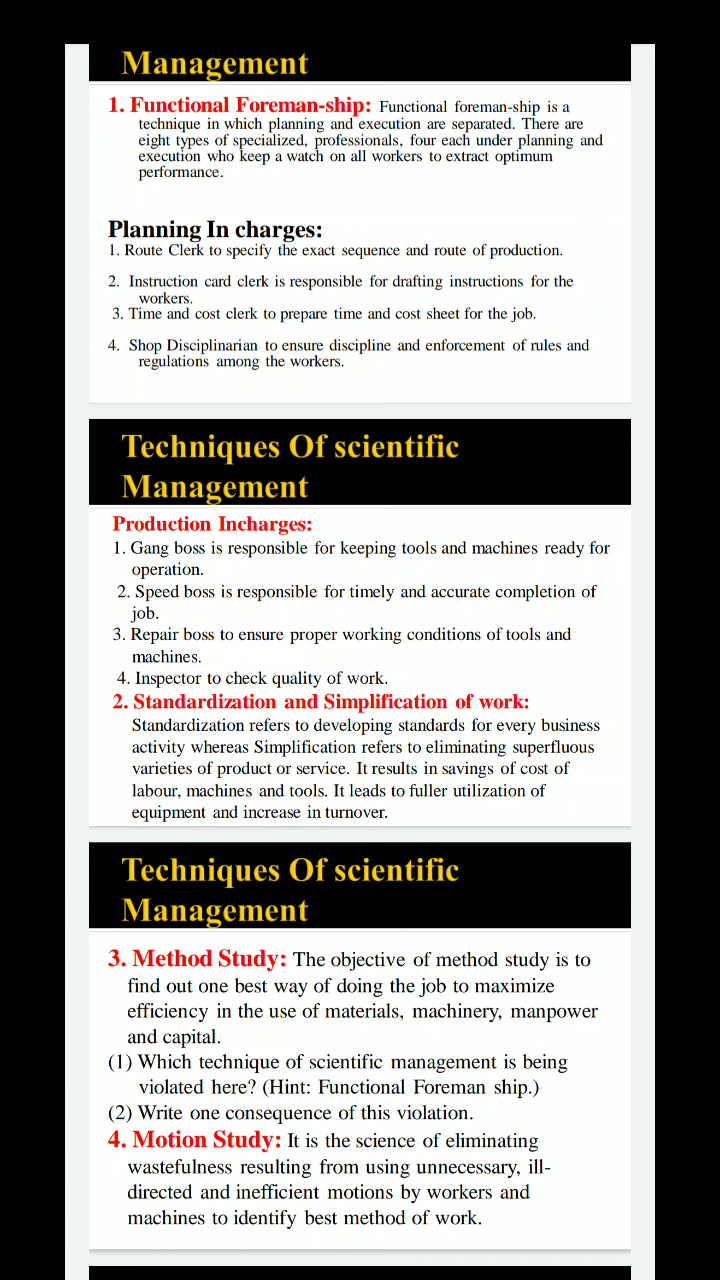 Management
1. Functional Foreman-ship: Functional foreman-ship is a
technique in which planning and execution are separated. There are
eight types of specialized, professionals, four each under planning and
execution who keep a watch on all workers to extract optimum
performance.
Planning In charges:
1. Route Clerk to specify the exact sequence and route of production.
2. Instruction card clerk is responsible for drafting instructions for the
workers.
3. Time and cost clerk to prepare time and cost sheet for the job.
4. Shop Disciplinarian to ensure discipline and enforcement of rules and
regulations among the workers.
Techniques Of scientific
Management
Production Incharges:
1. Gang boss is responsible for keeping tools and machines ready for
operation.
2. Speed boss is responsible for timely and accurate completion of
job.
3. Repair boss to ensure proper working conditions of tools and
machines.
4. Inspector to check quality of work.
2. Standardization and Simplification of work:
Standardization refers to developing standards for every business
activity whereas Simplification refers to eliminating superfluous
varieties of product or service. It results in savings of cost of
labour, machines and tools. It leads to fuller utilization of
equipment and increase in turnover.
Techniques Of scientific
Management
3. Method Study: The objective of method study is to
find out one best way of doing the job to maximize
efficiency in the use of materials, machinery, manpower
and capital.
(1) Which technique of scientific management is being
violated here? (Hint: Functional Foreman ship.)
(2) Write one consequence of this violation.
4. Motion Study: It is the science of eliminating
wastefulness resulting from using unnecessary, ill-
directed and inefficient motions by workers and
machines to identify best method of work.